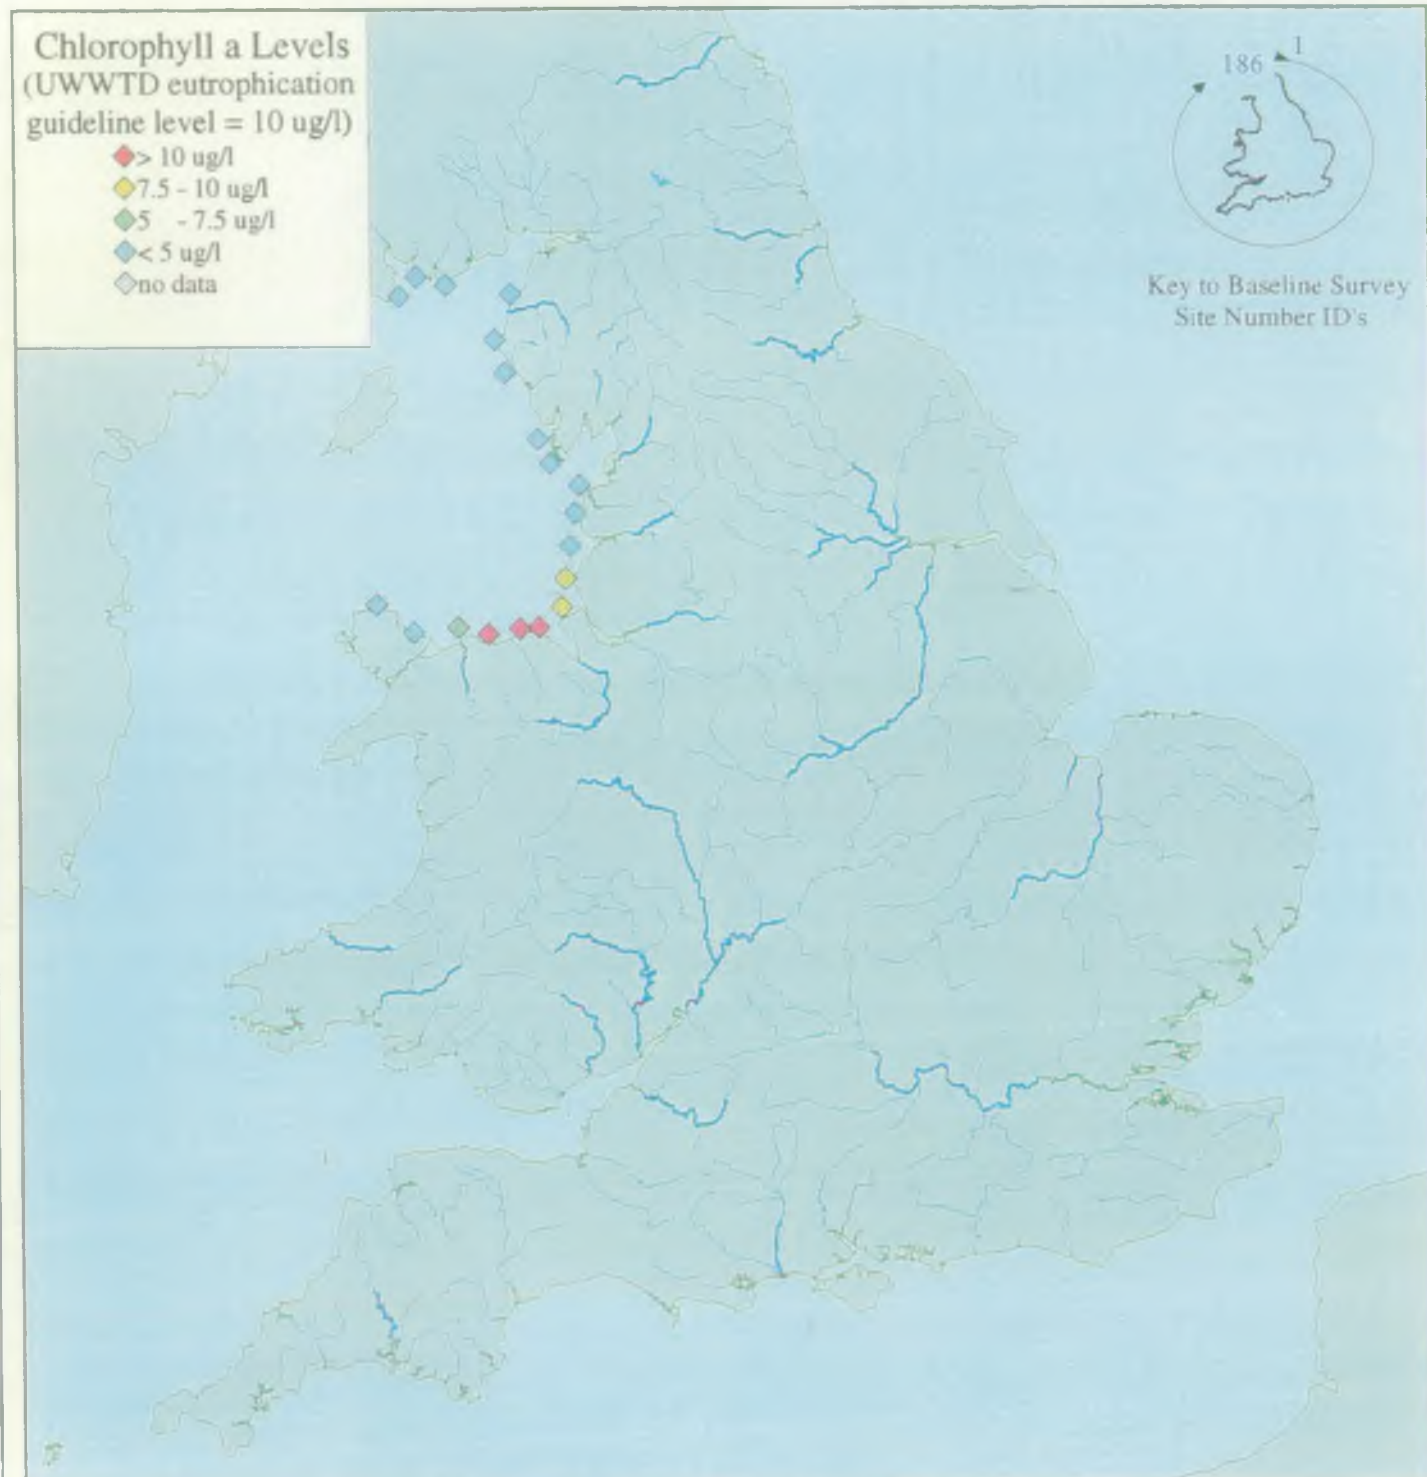 Chlorophyll a Levels
(UWWTD eutrophication
guideline level = 10 ug/l)
> 10 ug/l
7.5 - 10 ug/l
5 - 7.5 ug/l
< 5 ug/l
no data
186 1
Key to Baseline Survey
Site Number ID's